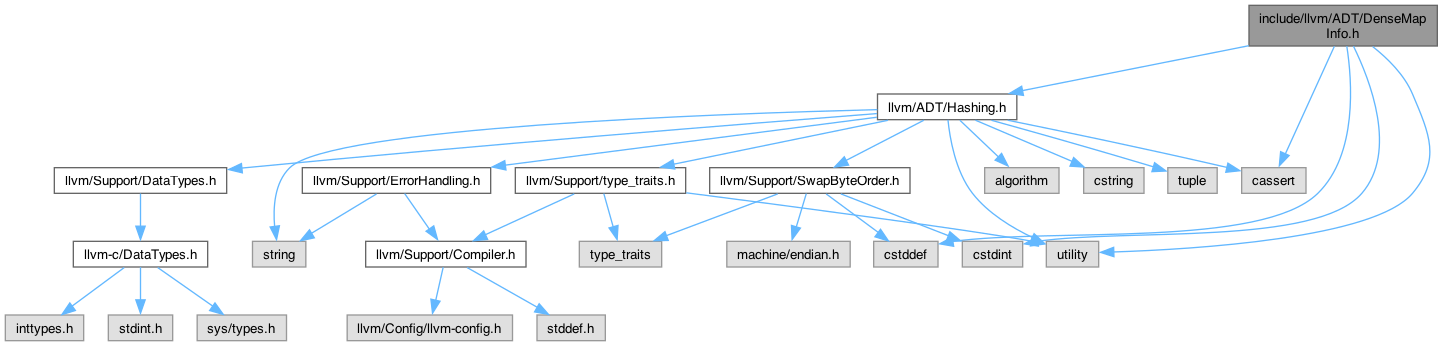 include/llvm/ADT/DenseMap
Info.h
llvm/ADT/Hashing.h
llvm/Support/DataTypes.h
llvm/Support/ErrorHandling.h
llvm/Support/type_traits.h
llvm/Support/SwapByteOrder.h
algorithm
cstring
tuple
cassert
llvm-c/DataTypes.h
string
llvm/Support/Compiler.h
type_traits
machine/endian.h
cstddef
cstdint
utility
inttypes.h
stdint.h
sys/types.h
llvm/Config/llvm-config.h
stddef.h